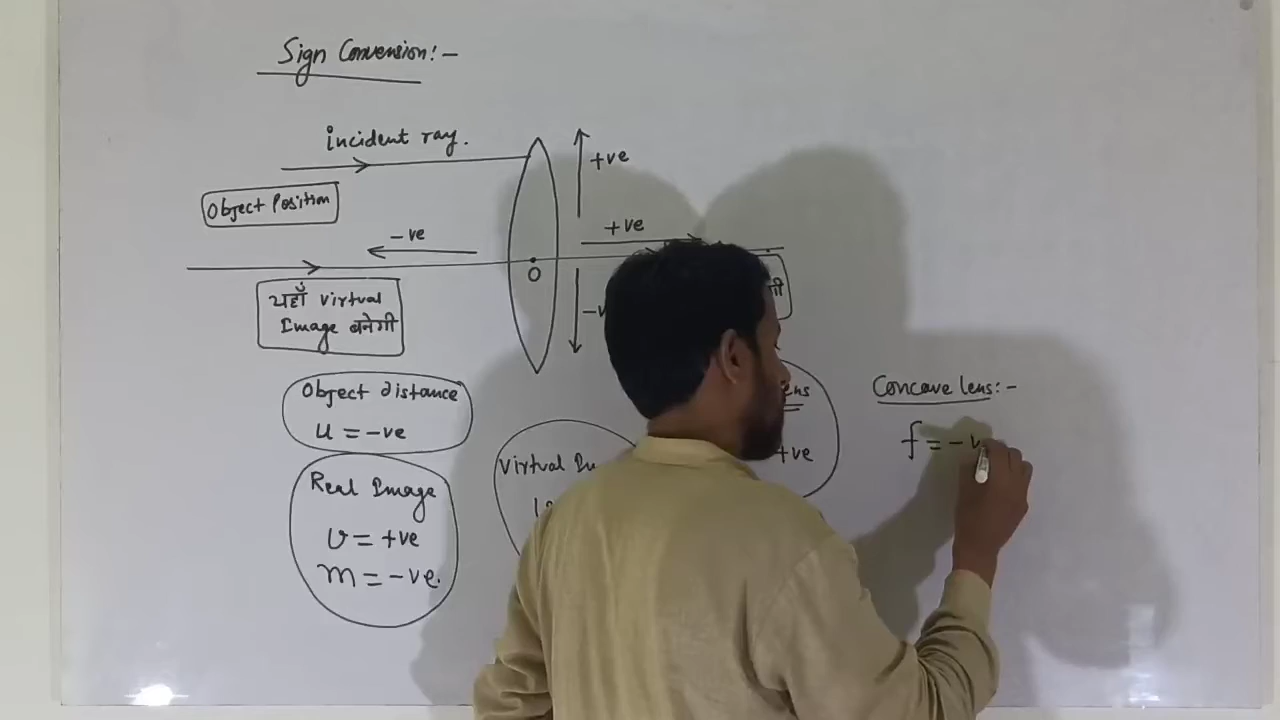 Sign Convension:-
incident ray.
+ve
Object Position
-ve
+ve
O
यहाँ Virtual
Image बनेगी
Object distance
u = -ve
Real Image
v = +ve
m = -ve.
Virtual
+ve
Concave lens:-
f = -v